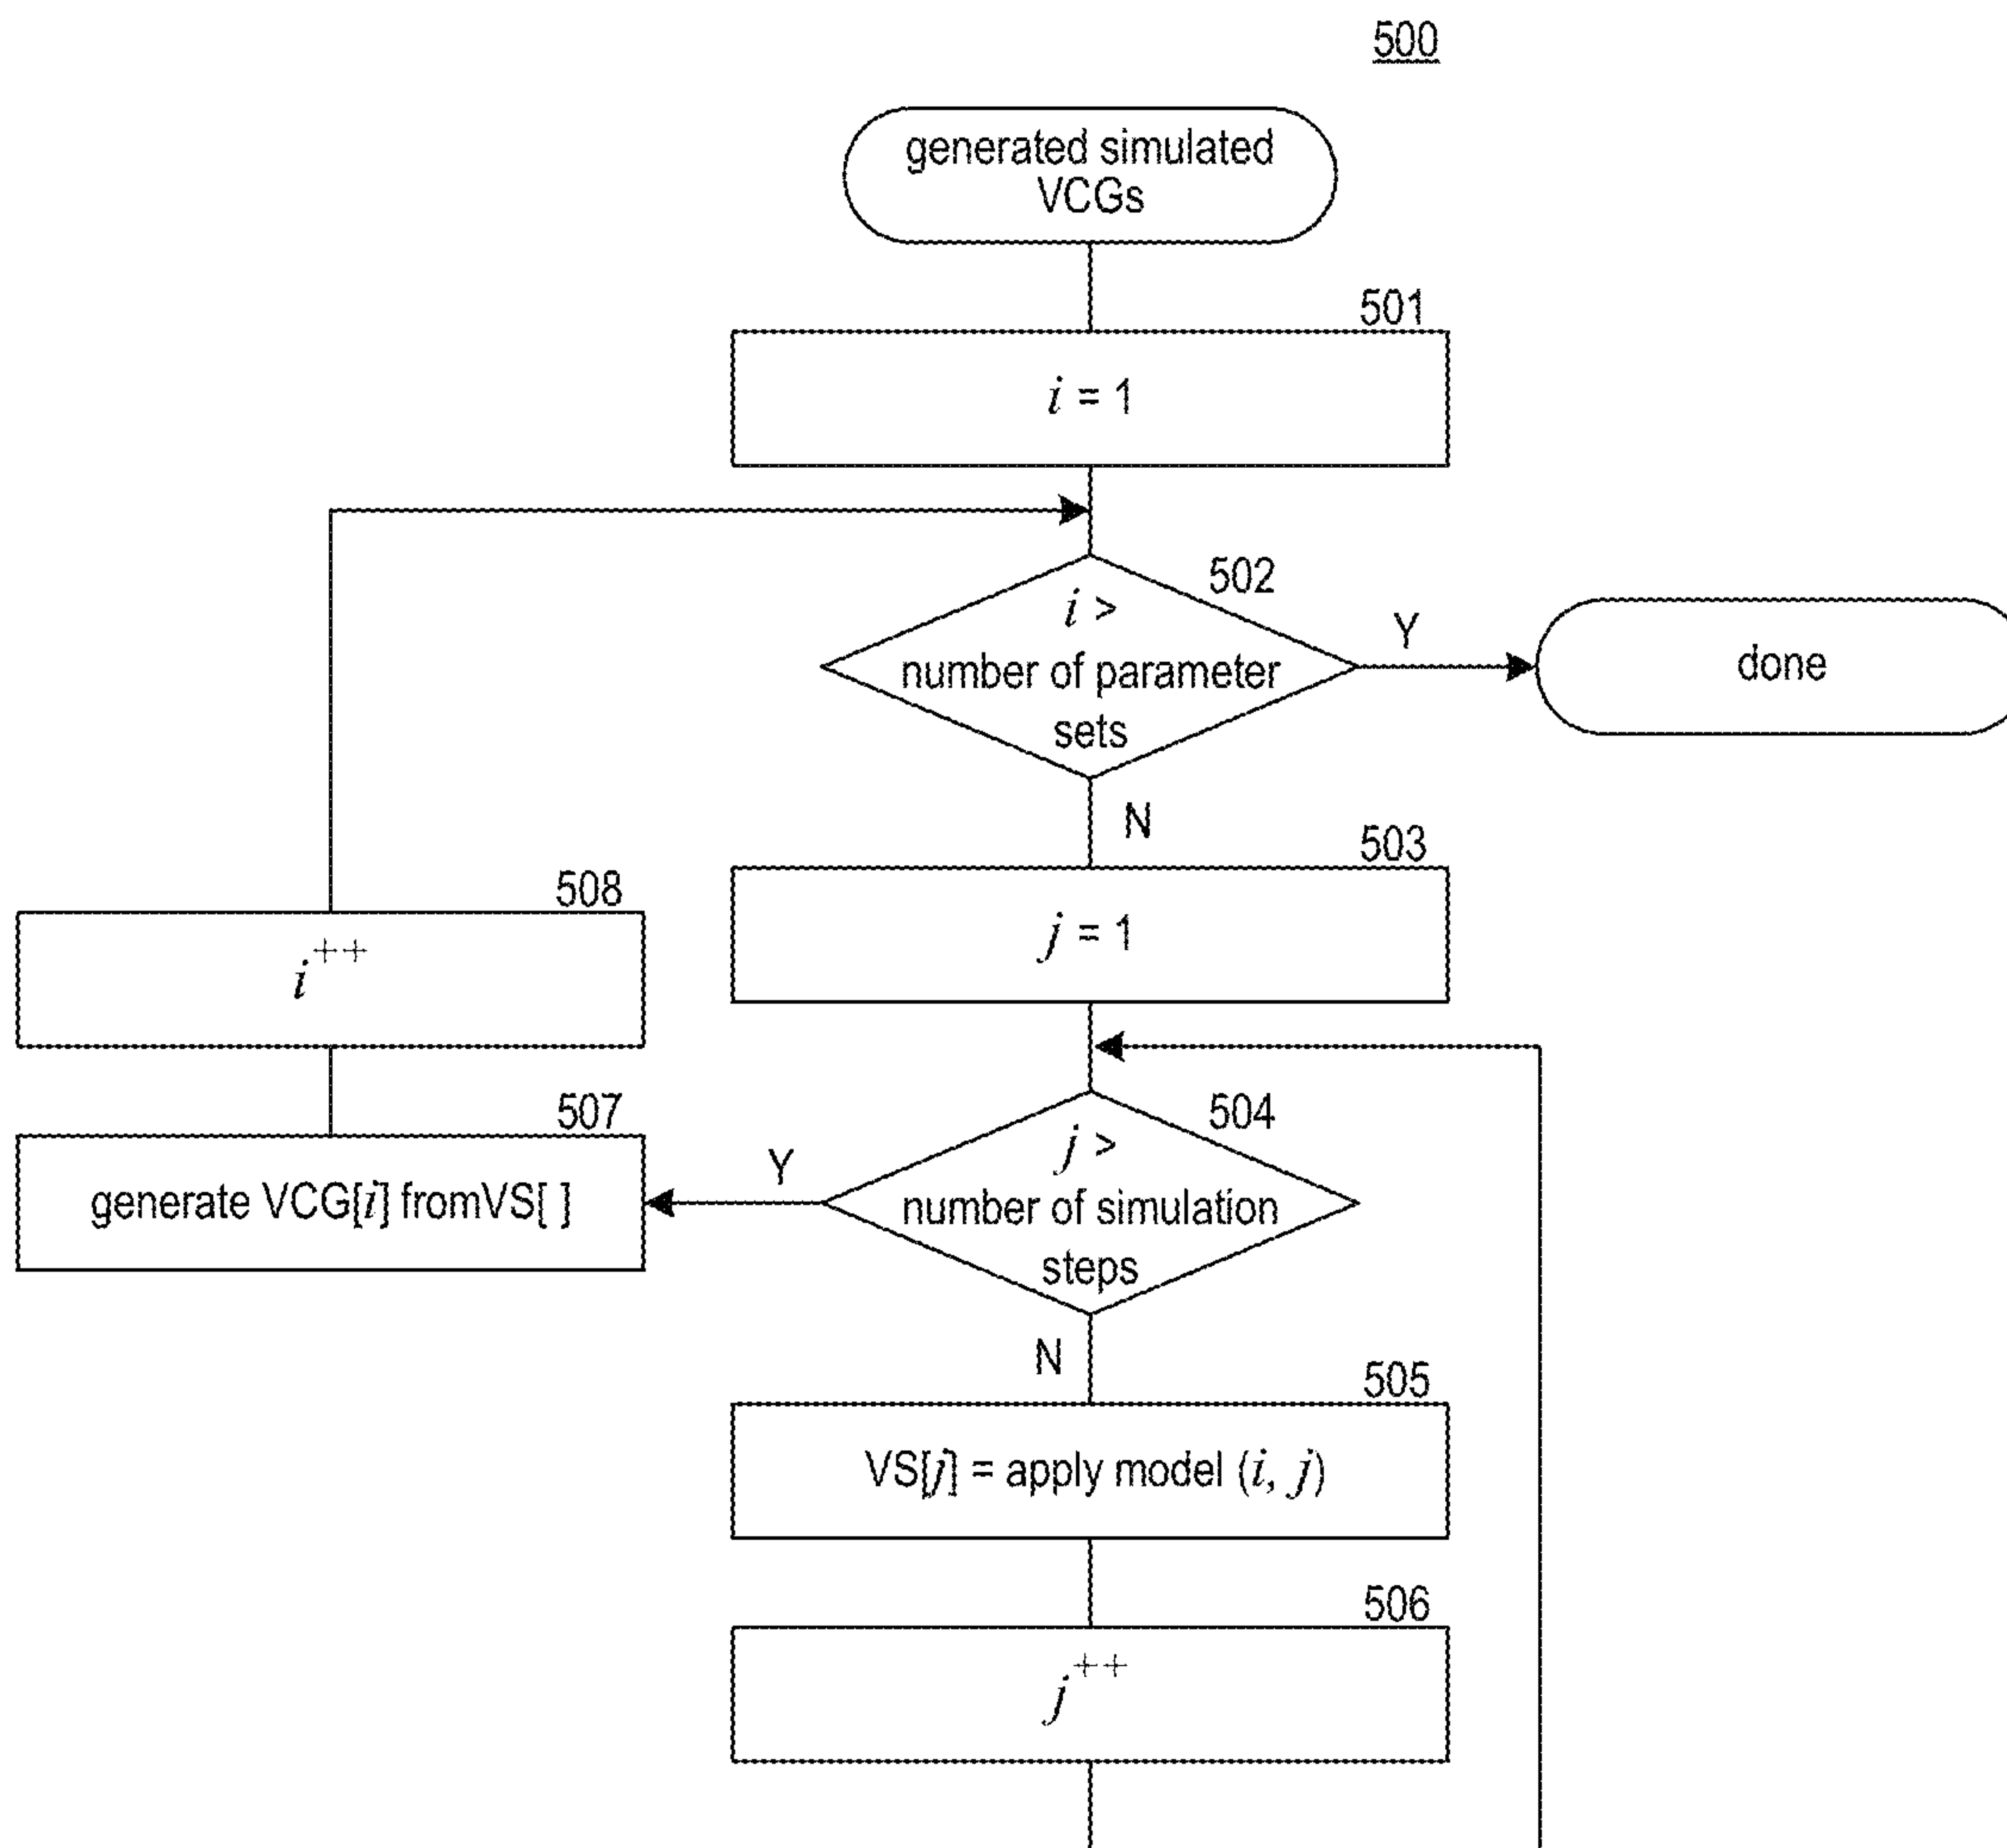 500
generated simulated
VCGs
501
i = 1
502
i >
number of parameter
sets
Y
done
N
503
j = 1
508
i++
507
generate VCG[i] fromVS[ ]
Y
504
j >
number of simulation
steps
N
505
VS[j] = apply model (i, j)
506
j++